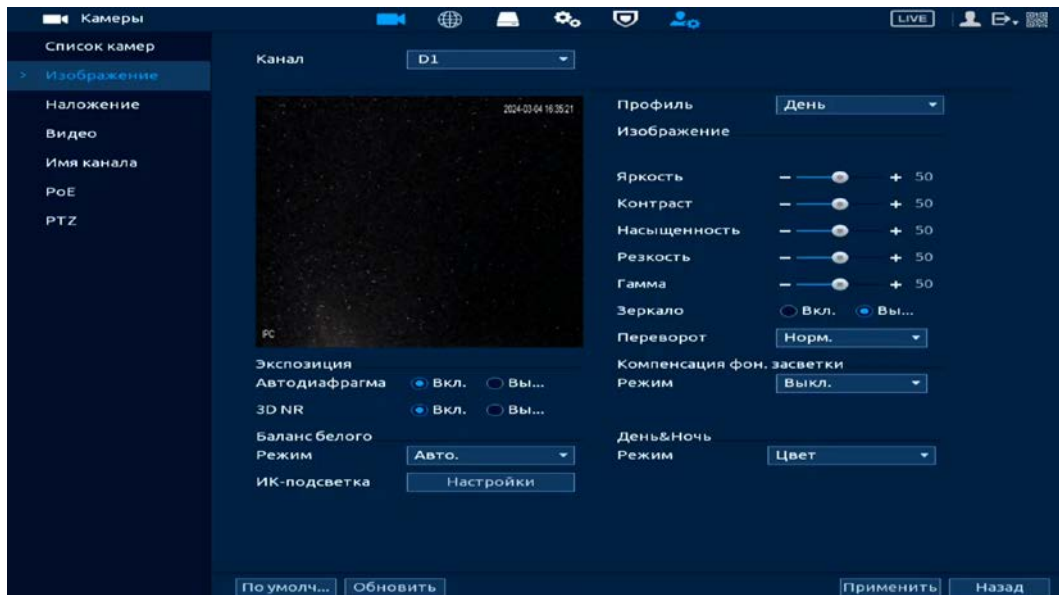 Камеры
LIVE
Список камер
Изображение
Наложение
Видео
Имя канала
PoE
PTZ
Канал D1
2024-03-04 16:35:21
IPC
Профиль День
Изображение
Яркость - + 50
Контраст - + 50
Насыщенность - + 50
Резкость - + 50
Гамма - + 50
Зеркало Вкл. Вы...
Переворот Норм.
Экспозиция
Компенсация фон. засветки
Автодиафрагма Вкл. Вы...
Режим Выкл.
3D NR Вкл. Вы...
Баланс белого
День&Ночь
Режим Авто.
Режим Цвет
ИК-подсветка Настройки
По умолч... Обновить Применить Назад